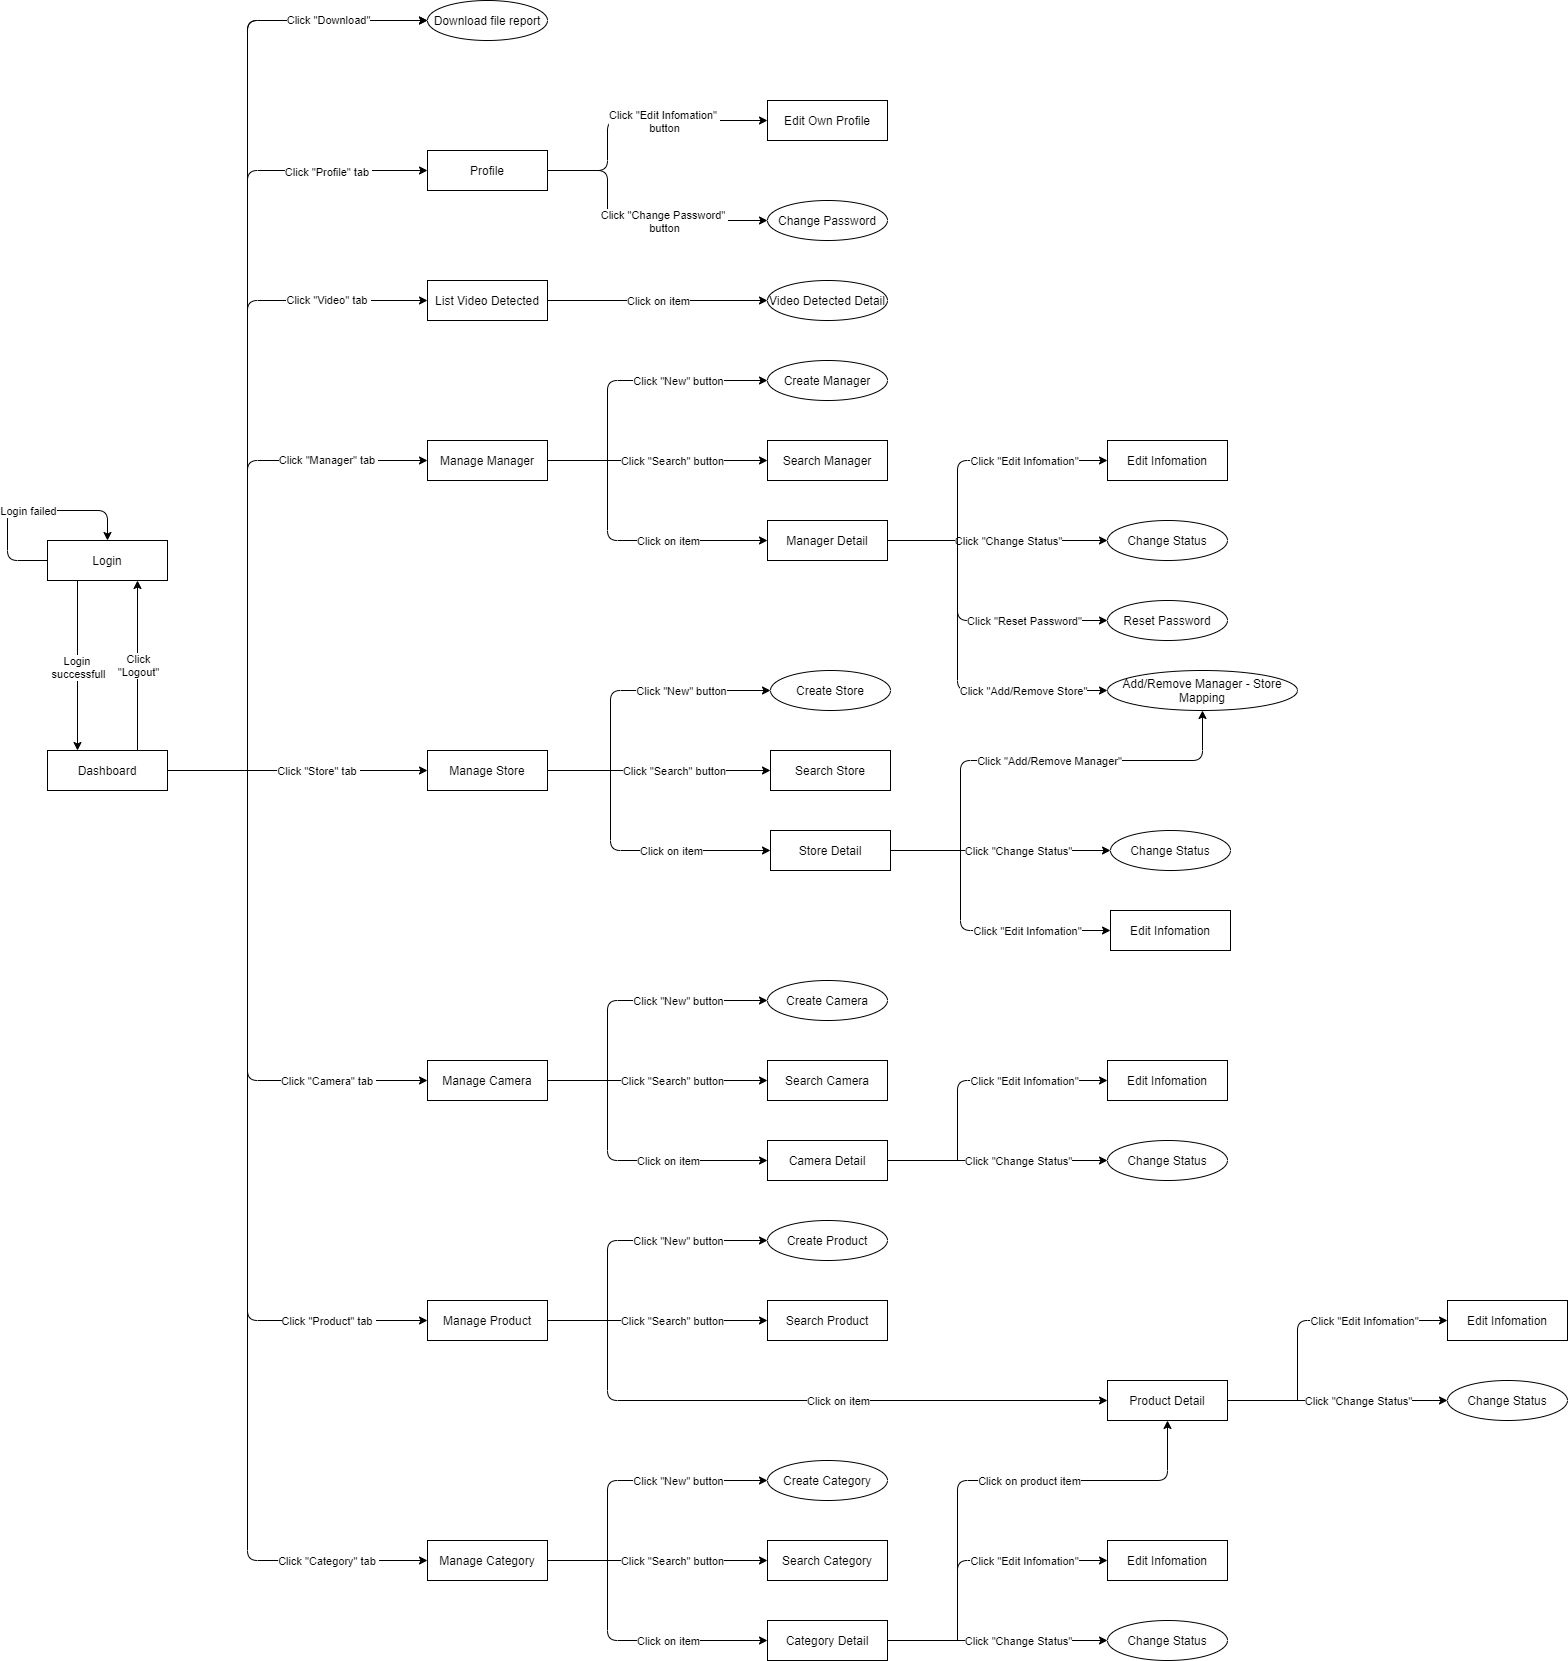 Click "Download"
Download file report
Click "Edit Infomation"
button
Edit Own Profile
Click "Profile" tab
Profile
Click "Change Password"
button
Change Password
Click "Video" tab
List Video Detected
Click on item
Video Detected Detail
Click "New" button
Create Manager
Click "Manager" tab
Manage Manager
Click "Search" button
Search Manager
Click "Edit Infomation"
Edit Infomation
Login failed
Login
Click on item
Manager Detail
Click "Change Status"
Change Status
Click "Reset Password"
Reset Password
Login
successfull
Click
"Logout"
Click "New" button
Create Store
Click "Add/Remove Store"
Add/Remove Manager - Store
Mapping
Dashboard
Click "Store" tab
Manage Store
Click "Search" button
Search Store
Click "Add/Remove Manager"
Click on item
Store Detail
Click "Change Status"
Change Status
Click "Edit Infomation"
Edit Infomation
Click "New" button
Create Camera
Click "Camera" tab
Manage Camera
Click "Search" button
Search Camera
Click "Edit Infomation"
Edit Infomation
Click on item
Camera Detail
Click "Change Status"
Change Status
Click "New" button
Create Product
Click "Product" tab
Manage Product
Click "Search" button
Search Product
Click "Edit Infomation"
Edit Infomation
Click on item
Product Detail
Click "Change Status"
Change Status
Click "New" button
Create Category
Click on product item
Click "Category" tab
Manage Category
Click "Search" button
Search Category
Click "Edit Infomation"
Edit Infomation
Click on item
Category Detail
Click "Change Status"
Change Status